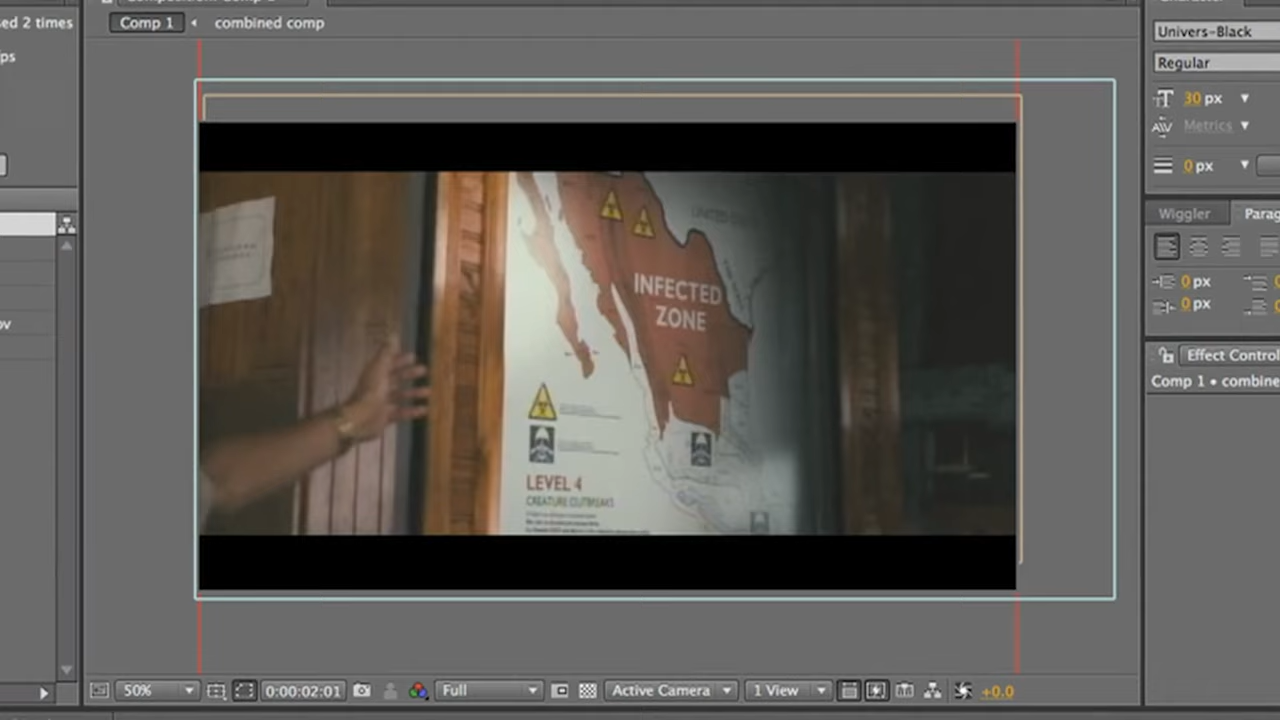 ed 2 times
ps
ov
Comp 1
combined comp
INFECTED
ZONE
LEVEL 4
CREATURE OUTBREAKS
50%
0:00:02:01
Full
Active Camera
1 View
+0.0
Univers-Black
Regular
30 px
Metrics
0 px
Wiggler
Parag
0 px
0 px
Effect Control
Comp 1 • combine